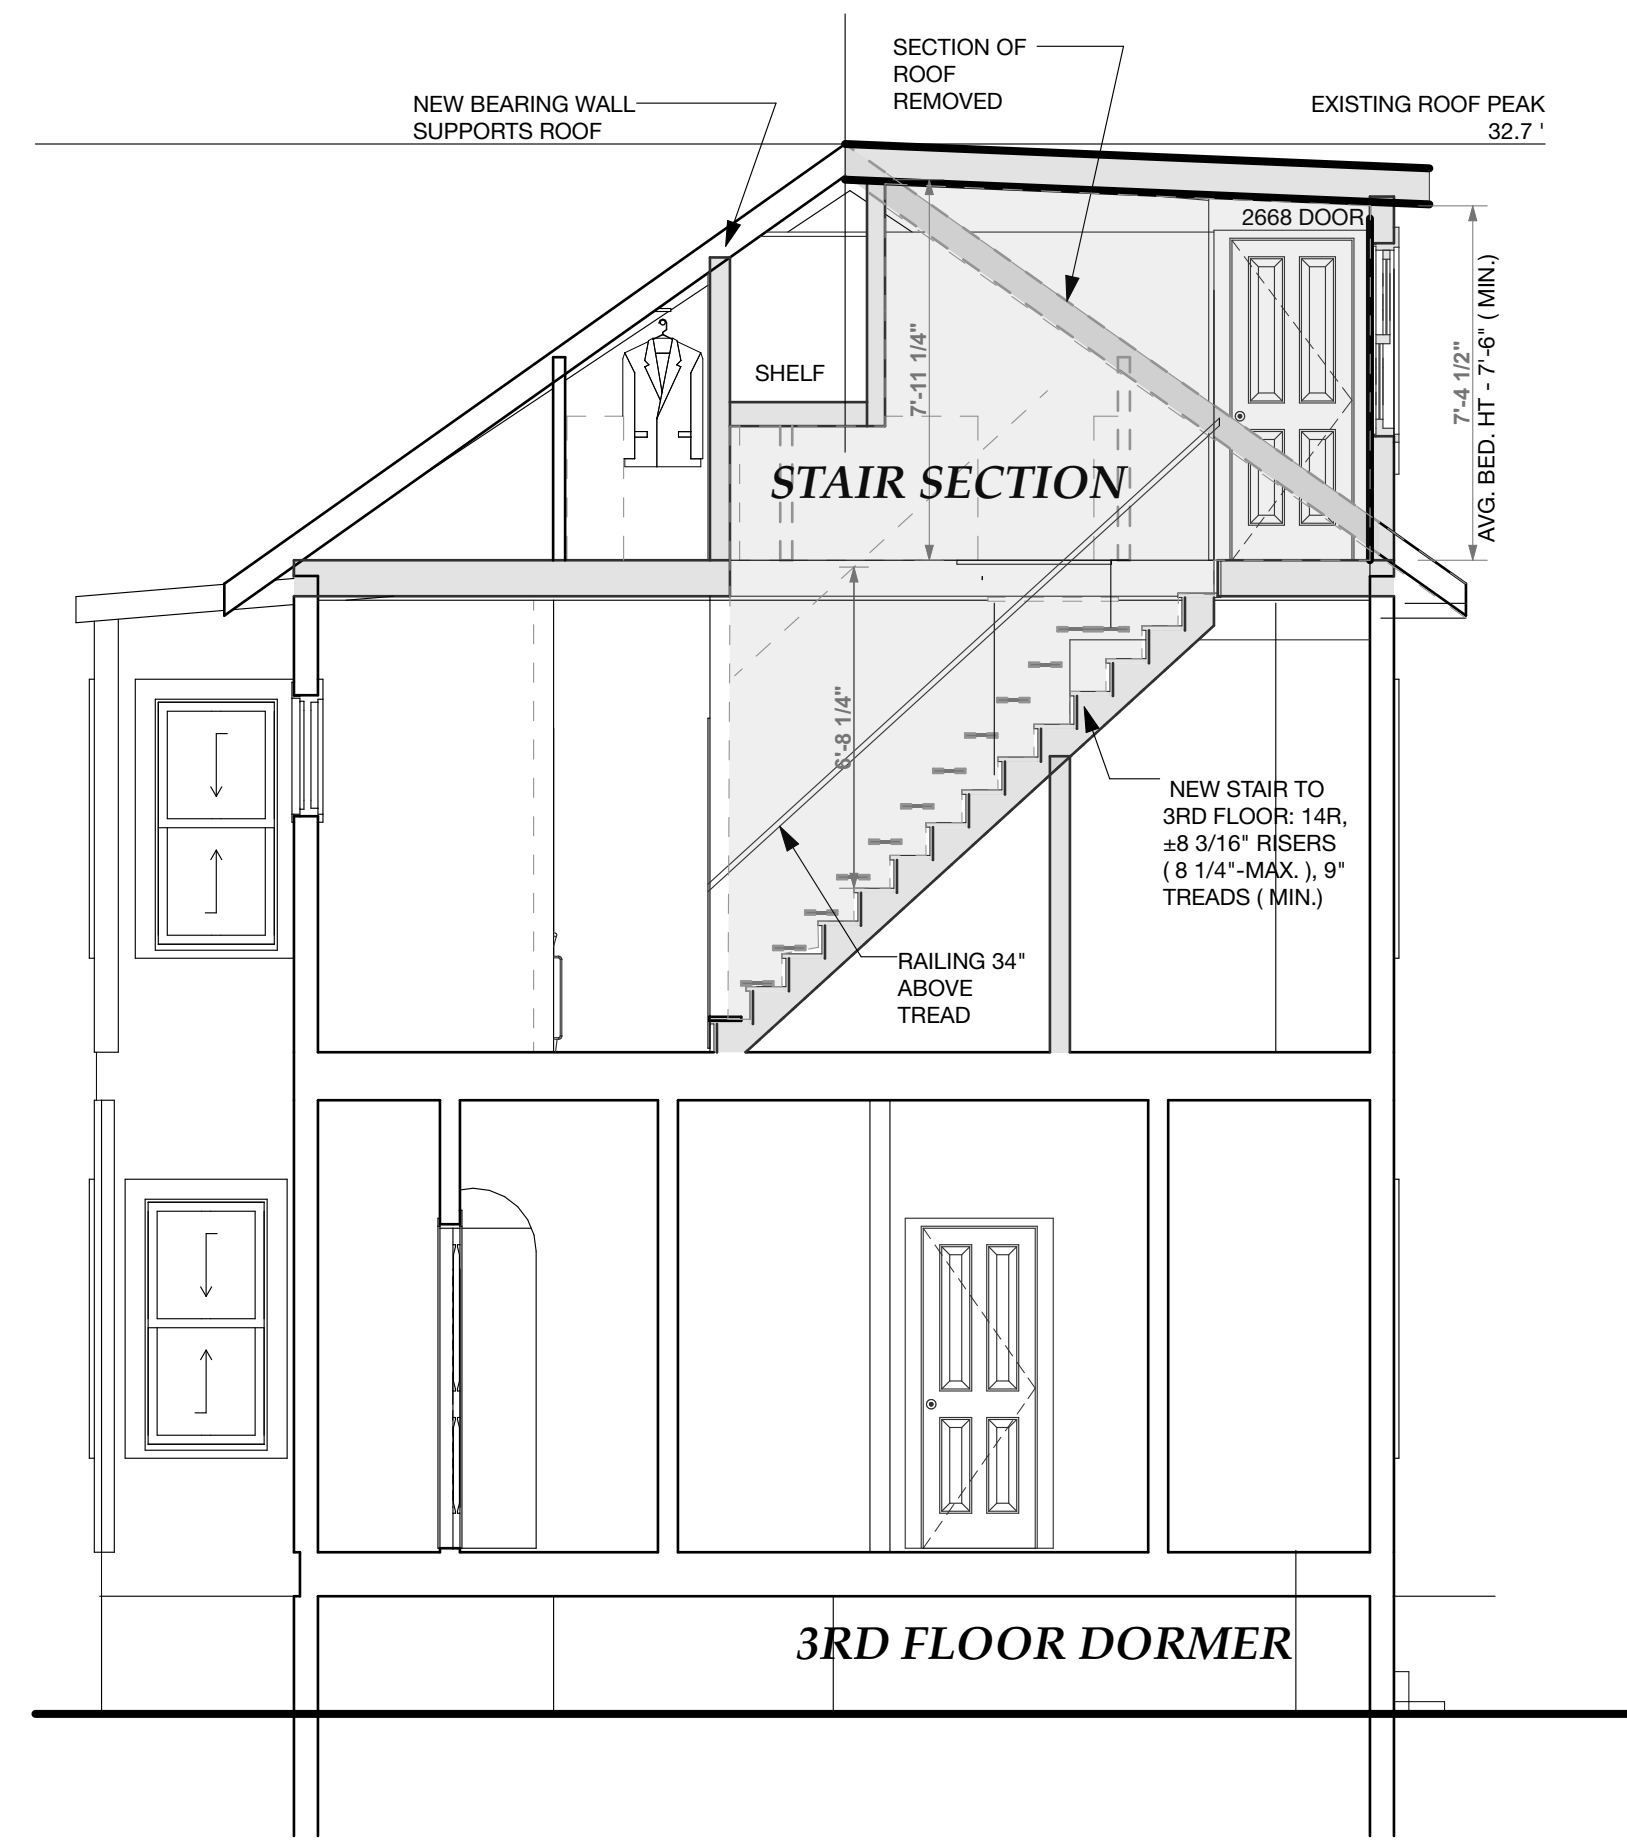 SECTION OF
ROOF
REMOVED
NEW BEARING WALL
SUPPORTS ROOF
EXISTING ROOF PEAK
32.7 '
2668 DOOR
SHELF
7'-11 1/4"
7'-4 1/2"
AVG. BED. HT - 7'-6" ( MIN.)
STAIR SECTION
6'-8 1/4"
NEW STAIR TO
3RD FLOOR: 14R,
±8 3/16" RISERS
( 8 1/4"-MAX. ), 9"
TREADS ( MIN.)
RAILING 34"
ABOVE
TREAD
3RD FLOOR DORMER